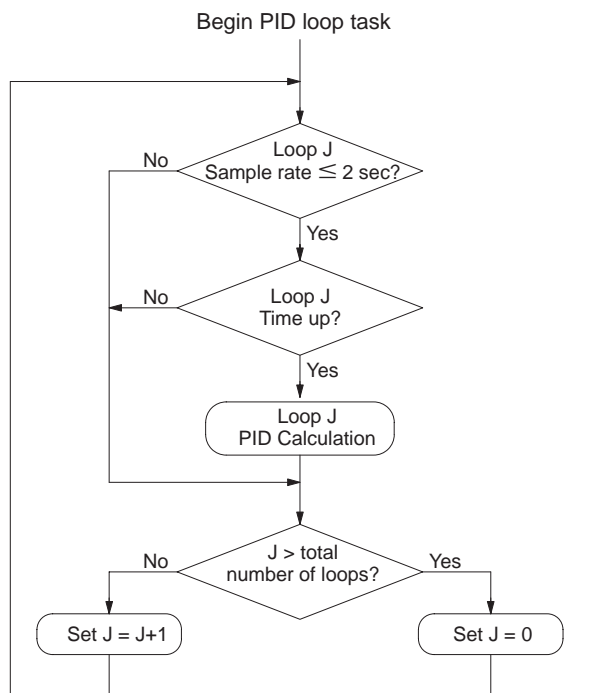 Begin PID loop task
Loop J
Sample rate ≤ 2 sec?
No
Yes
Loop J
Time up?
No
Yes
Loop J
PID Calculation
J > total
number of loops?
No
Yes
Set J = J+1
Set J = 0